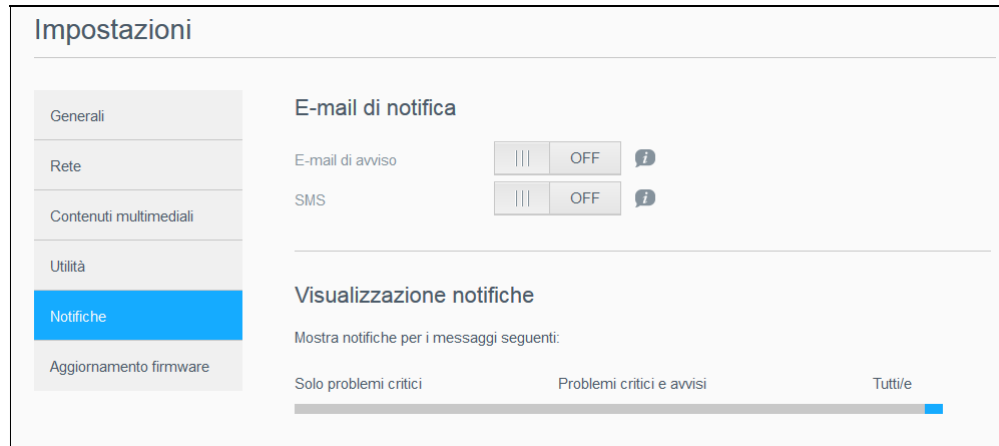 Impostazioni
Generali
Rete
Contenuti multimediali
Utilità
Notifiche
Aggiornamento firmware
E-mail di notifica
E-mail di avviso OFF i
SMS OFF i
Visualizzazione notifiche
Mostra notifiche per i messaggi seguenti:
Solo problemi critici Problemi critici e avvisi Tutti/e